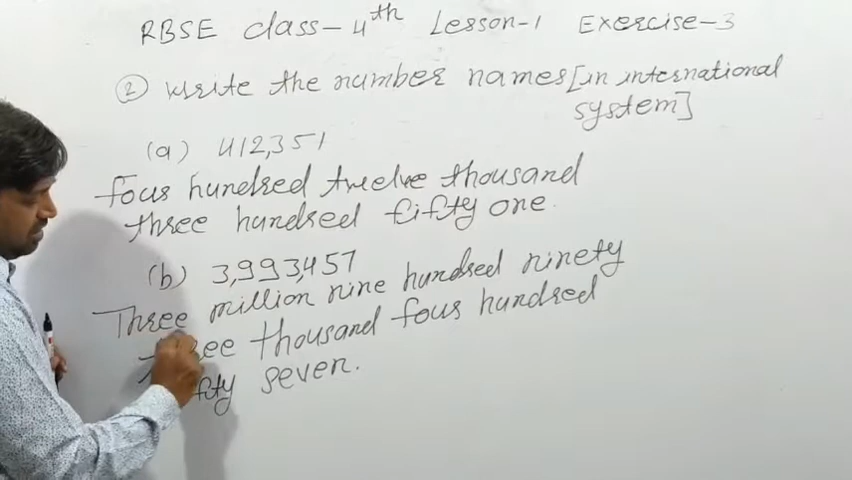 RBSE Class-4th Lesson-1 Exercise-3
② Write the number names [in international
system]
(a) 412,351
four hundred twelve thousand
three hundred fifty one.
(b) 3,993,457
Three million nine hundred ninety
three thousand four hundred
fifty seven.